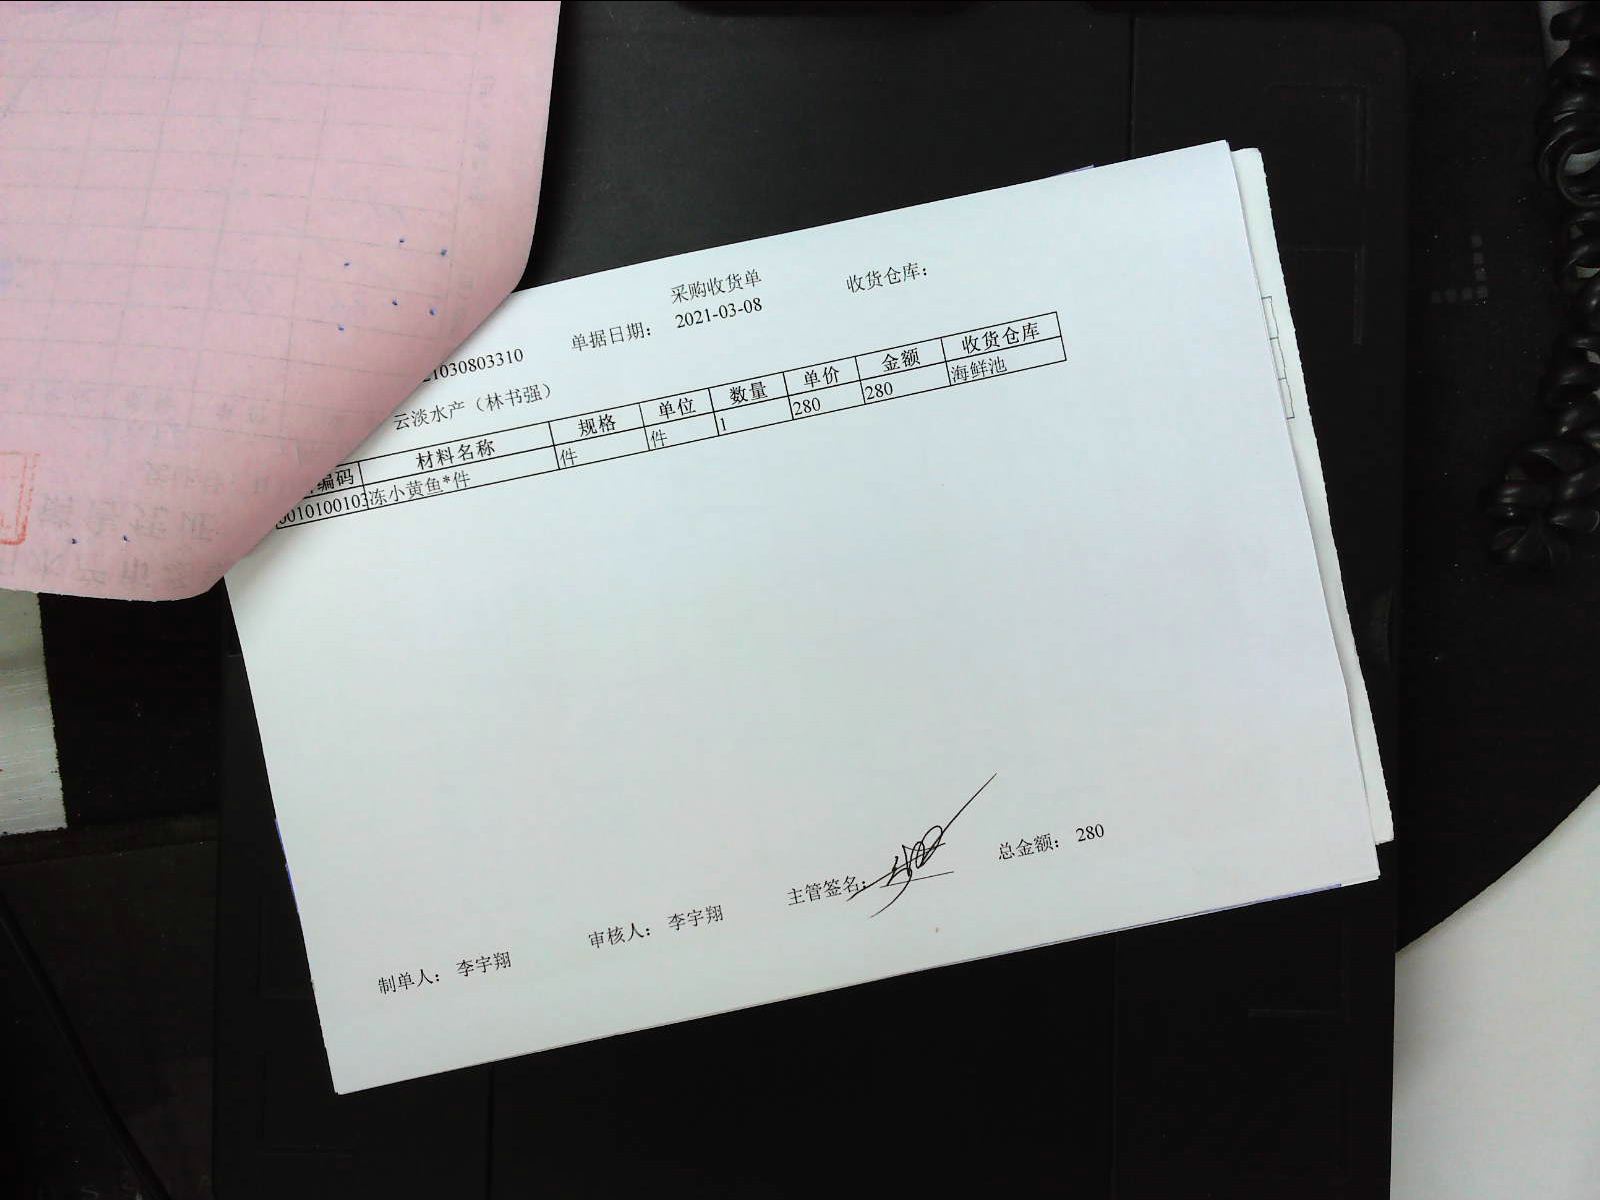 采购收货单
收货仓库：
单据日期： 2021-03-08
21030803310
云淡水产（林书强）
编码 材料名称 规格 单位 数量 单价 金额 收货仓库
0010100103 冻小黄鱼*件 件 件 1 280 280 海鲜池
制单人： 李宇翔 审核人： 李宇翔 主管签名： 总金额： 280